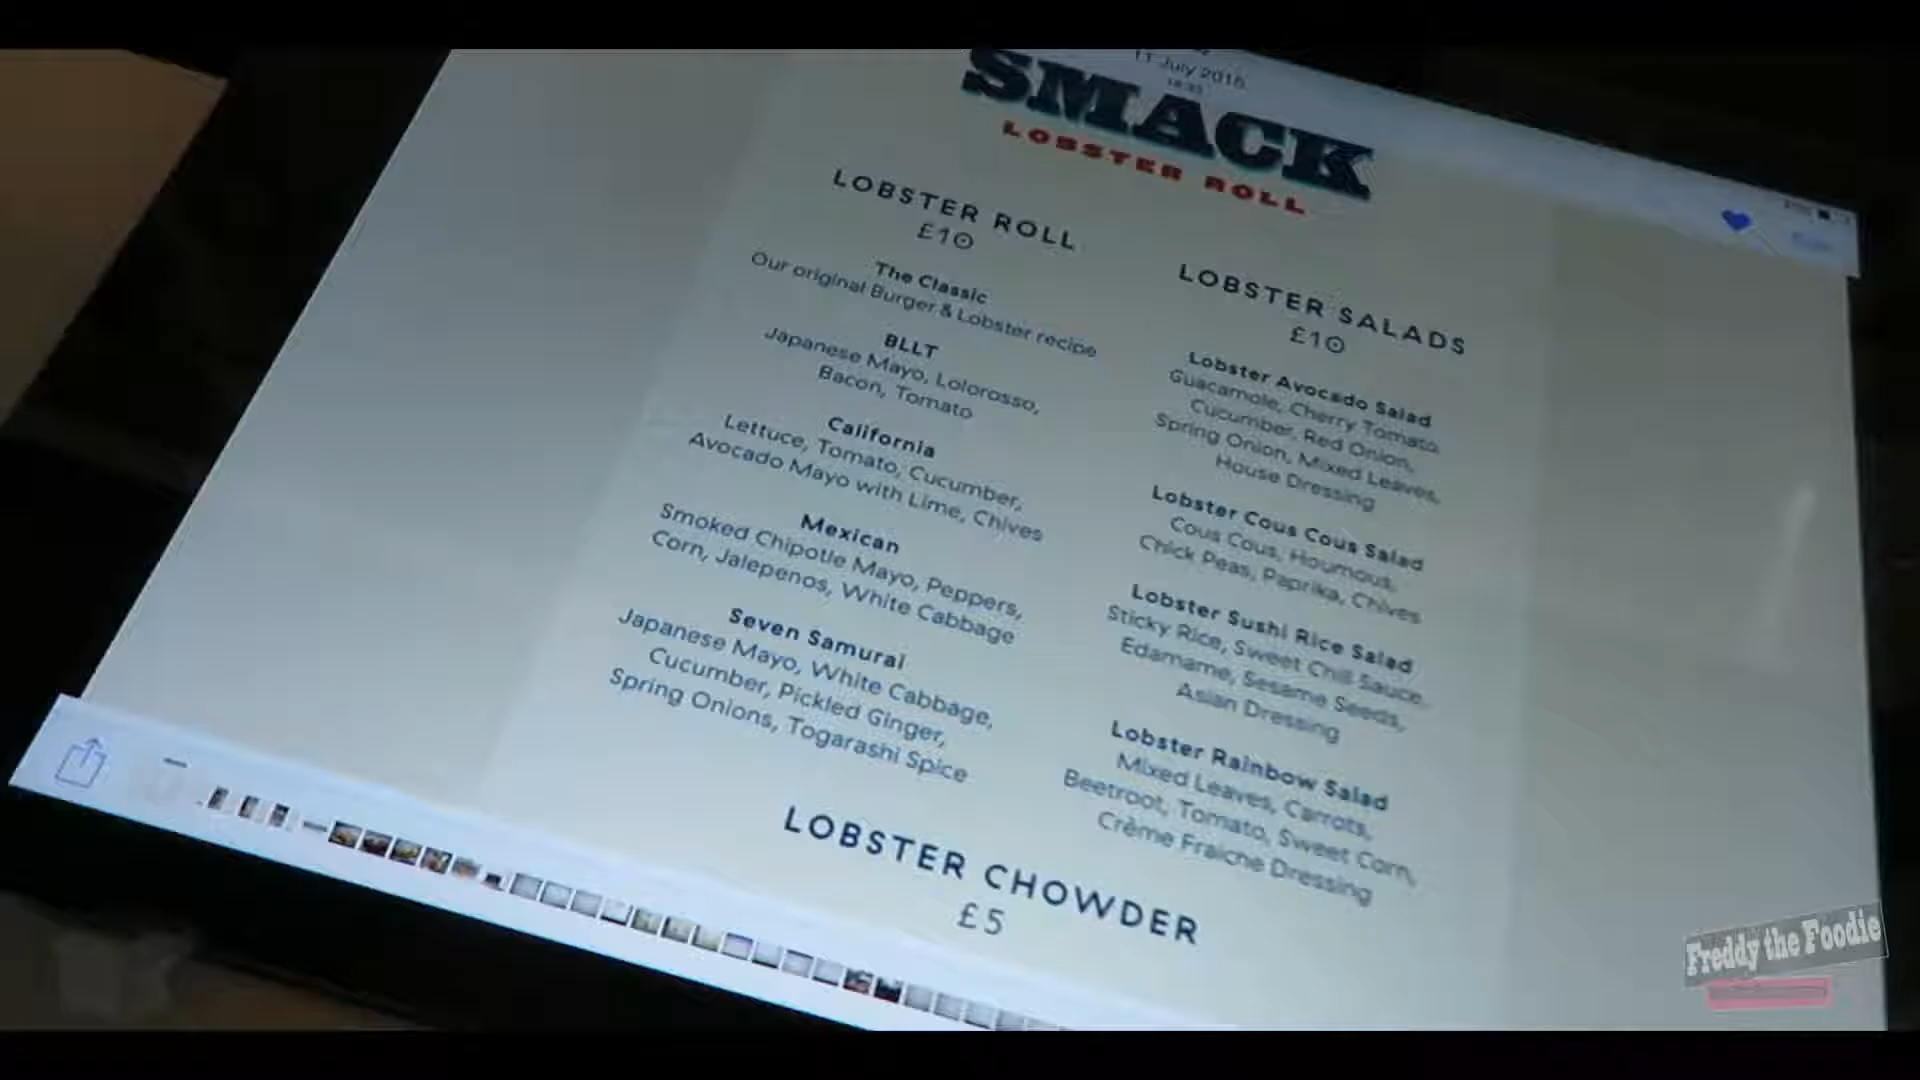 11 July 2015
SMACK
LOBSTER ROLL
LOBSTER ROLL
£10
The Classic
Our original Burger & Lobster recipe
BLLT
Japanese Mayo, Lolorosso,
Bacon, Tomato
California
Lettuce, Tomato, Cucumber,
Avocado Mayo with Lime, Chives
Mexican
Smoked Chipotle Mayo, Peppers,
Corn, Jalepenos, White Cabbage
Seven Samurai
Japanese Mayo, White Cabbage,
Cucumber, Pickled Ginger,
Spring Onions, Togarashi Spice
LOBSTER SALADS
£10
Lobster Avocado Salad
Guacamole, Cherry Tomato,
Cucumber, Red Onion,
Spring Onion, Mixed Leaves,
House Dressing
Lobster Cous Cous Salad
Cous Cous, Houmous,
Chick Peas, Paprika, Chives
Lobster Sushi Rice Salad
Sticky Rice, Sweet Chili Sauce,
Edamame, Sesame Seeds,
Asian Dressing
Lobster Rainbow Salad
Mixed Leaves, Carrots,
Beetroot, Tomato, Sweet Corn,
Crème Fraiche Dressing
LOBSTER CHOWDER
£5
Freddy the Foodie